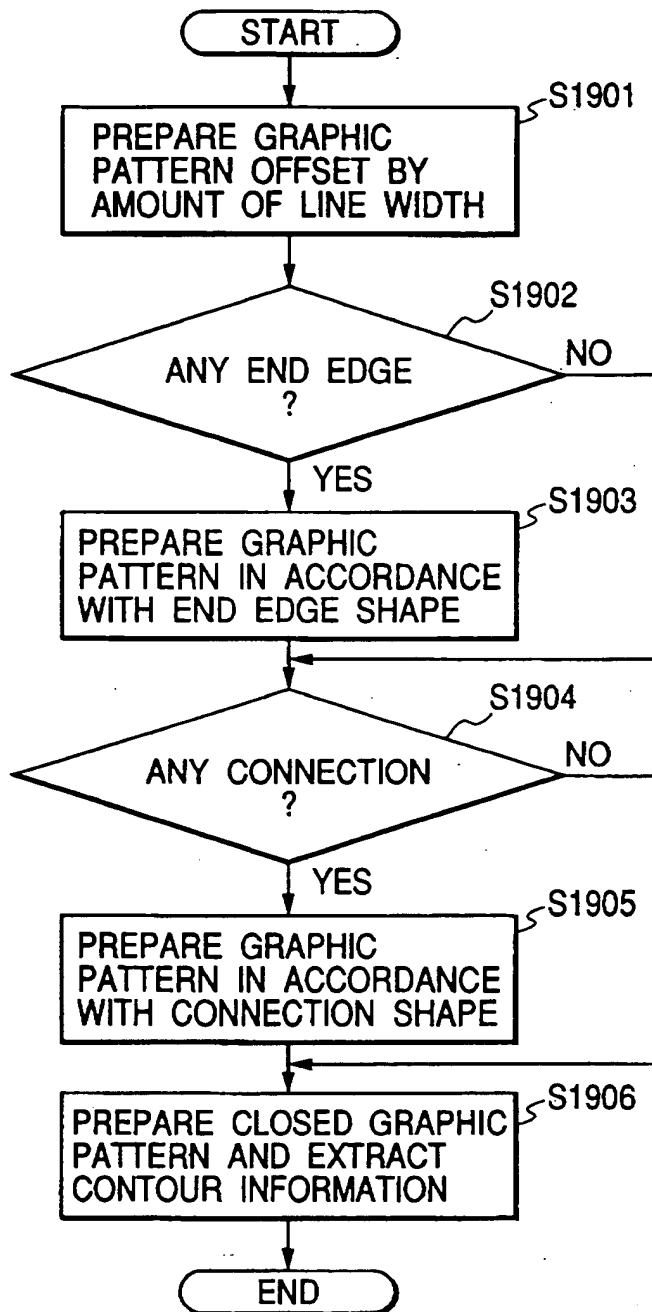 START
S1901
PREPARE GRAPHIC
PATTERN OFFSET BY
AMOUNT OF LINE WIDTH
S1902
ANY END EDGE
?
NO
YES
S1903
PREPARE GRAPHIC
PATTERN IN ACCORDANCE
WITH END EDGE SHAPE
S1904
ANY CONNECTION
?
NO
YES
S1905
PREPARE GRAPHIC
PATTERN IN ACCORDANCE
WITH CONNECTION SHAPE
S1906
PREPARE CLOSED GRAPHIC
PATTERN AND EXTRACT
CONTOUR INFORMATION
END